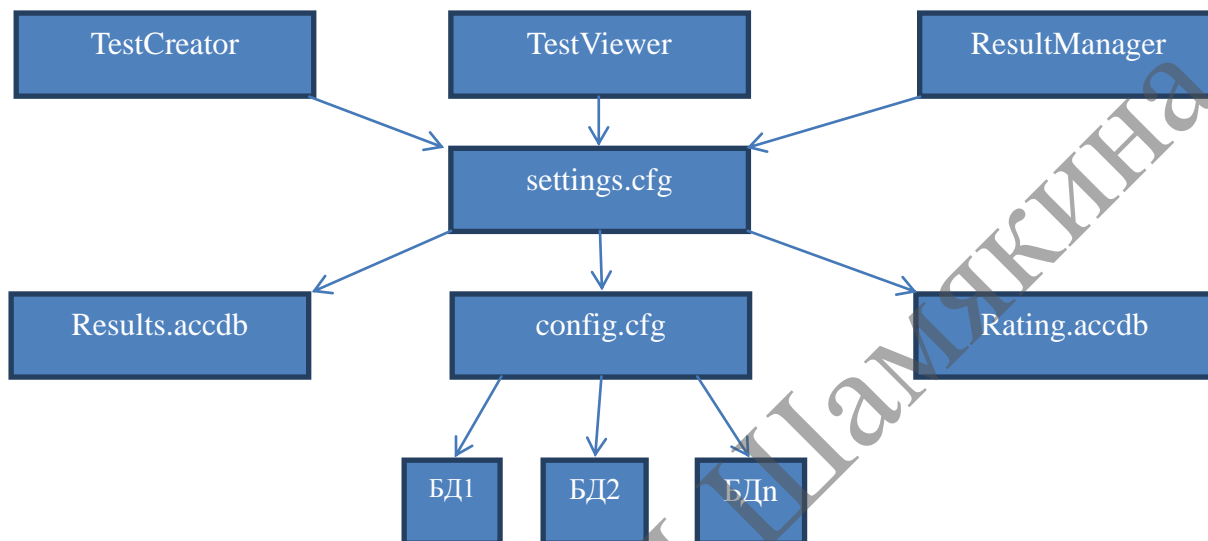 TestCreator
TestViewer
ResultManager
settings.cfg
Results.accdb
config.cfg
Rating.accdb
БД1
БД2
БДn
Шамякина